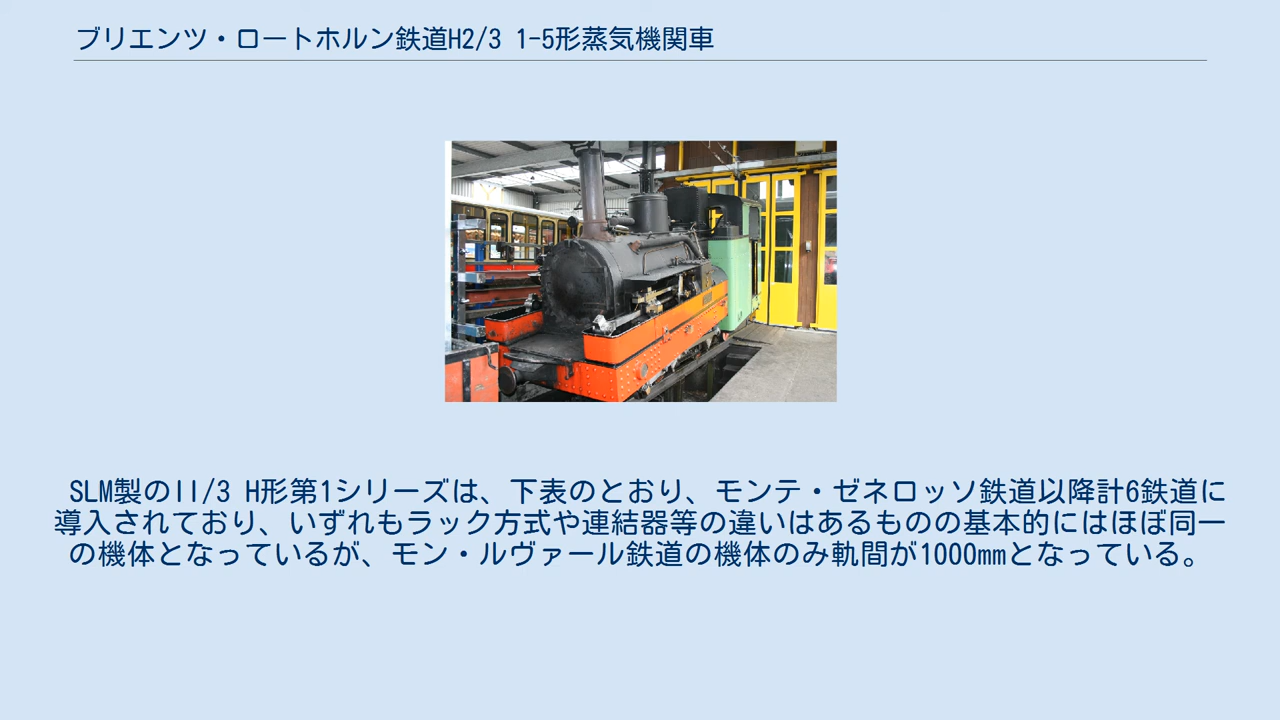 ブリエンツ・ロートホルン鉄道H2/3 1-5形蒸気機関車
SLM製のII/3 H形第1シリーズは、下表のとおり、モンテ・ゼネロッソ鉄道以降計6鉄道に
導入されており、いずれもラック方式や連結器等の違いはあるものの基本的にはほぼ同一
の機体となっているが、モン・ルヴァール鉄道の機体のみ軌間が1000mmとなっている。